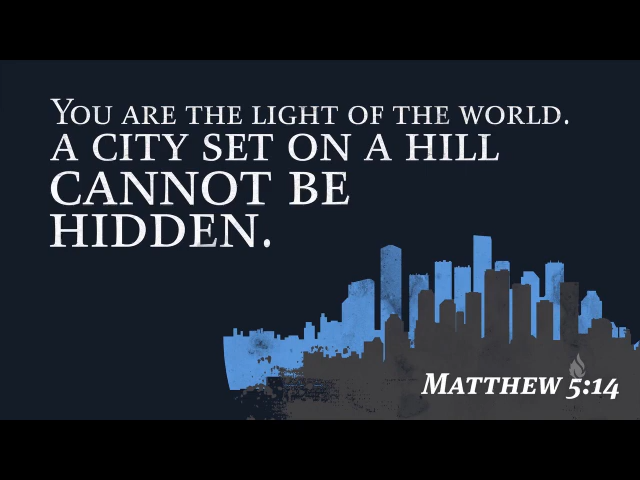 You are the light of the world.
a city set on a hill
cannot be
hidden.
Matthew 5:14